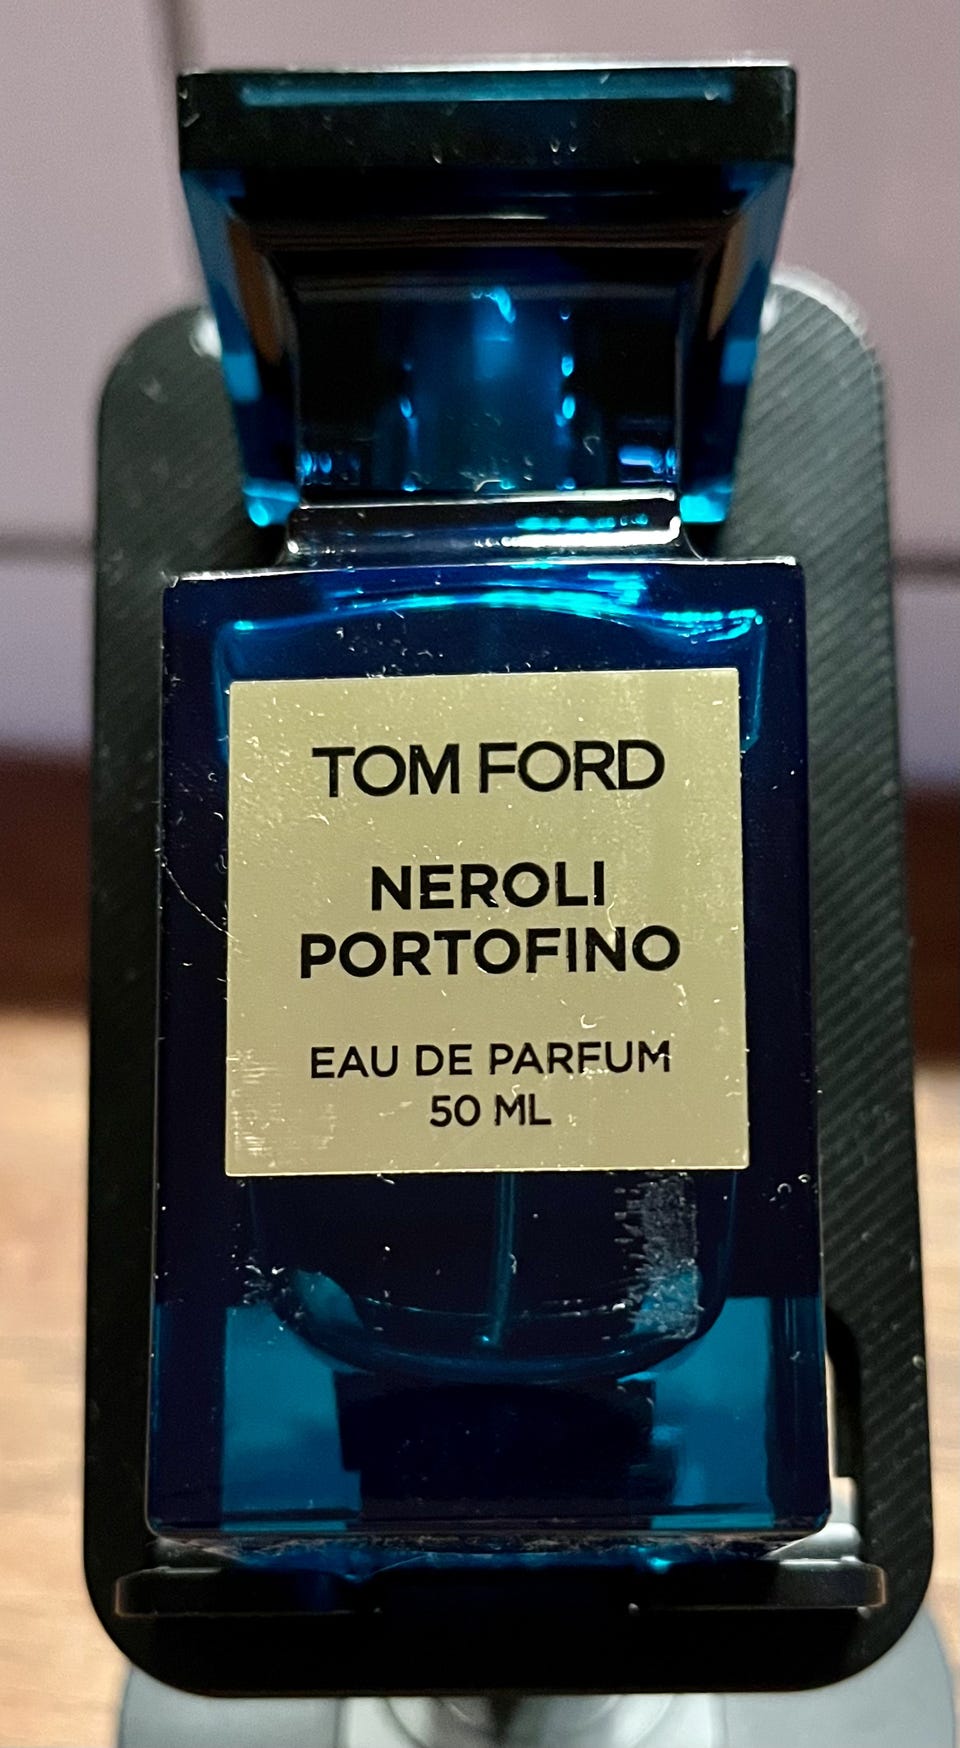 TOM FORD
NEROLI
PORTOFINO
EAU DE PARFUM
50 ML